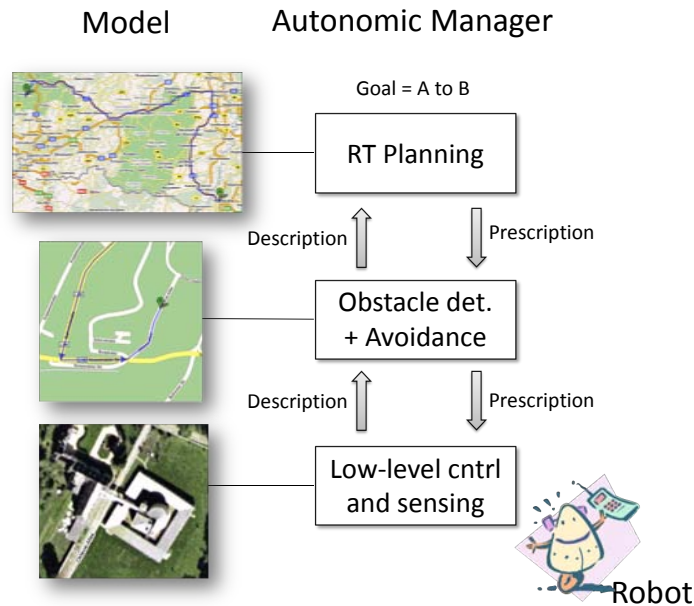 Model
Autonomic Manager
Goal = A to B
RT Planning
Description
Prescription
Obstacle det.
+ Avoidance
Description
Prescription
Low-level cntrl
and sensing
Robot